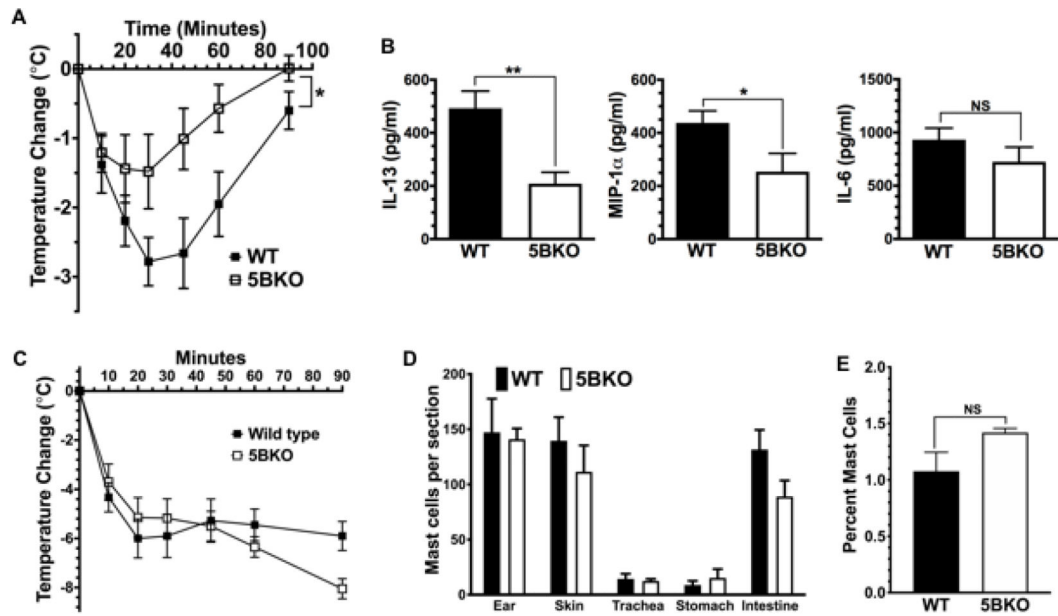 A
Time (Minutes)
20 40 60 80 100
0
-1
-2
-3
Temperature Change (°C)
*
WT
5BKO
B
600
400
200
0
IL-13 (pg/ml)
**
WT 5BKO
600
400
200
0
MIP-1α (pg/ml)
*
WT 5BKO
1500
1000
500
0
IL-6 (pg/ml)
NS
WT 5BKO
C
Minutes
10 20 30 40 50 60 70 80 90
0
-2
-4
-6
-8
Temperature Change (°C)
Wild type
5BKO
D
WT 5BKO
200
150
100
50
0
Mast cells per section
Ear Skin Trachea Stomach Intestine
E
2.0
1.5
1.0
0.5
0.0
Percent Mast Cells
NS
WT 5BKO